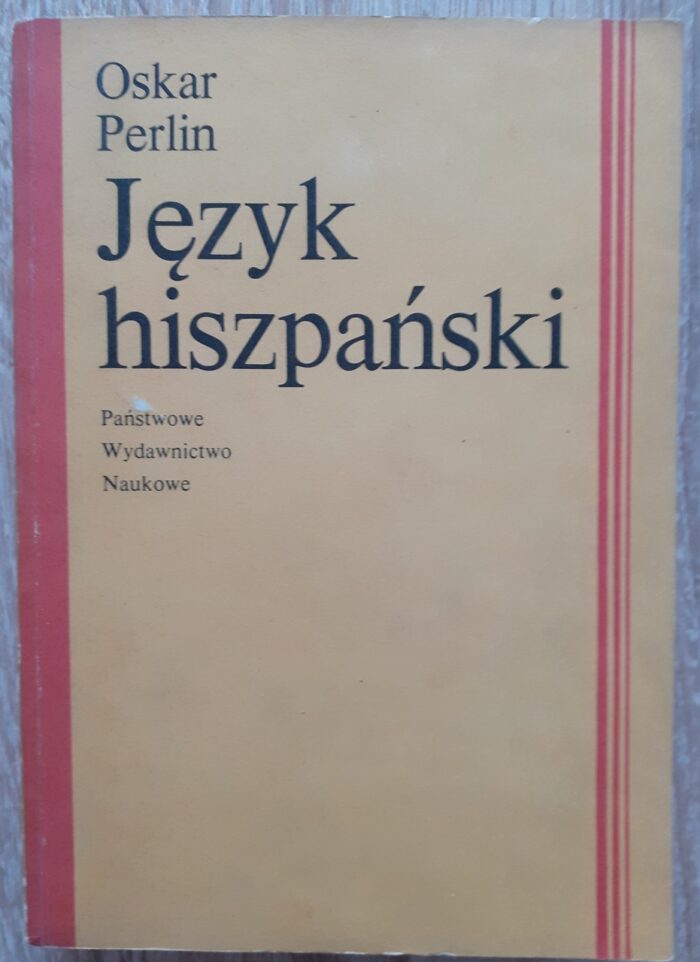 Oskar
Perlin
Język
hiszpański
Państwowe
Wydawnictwo
Naukowe